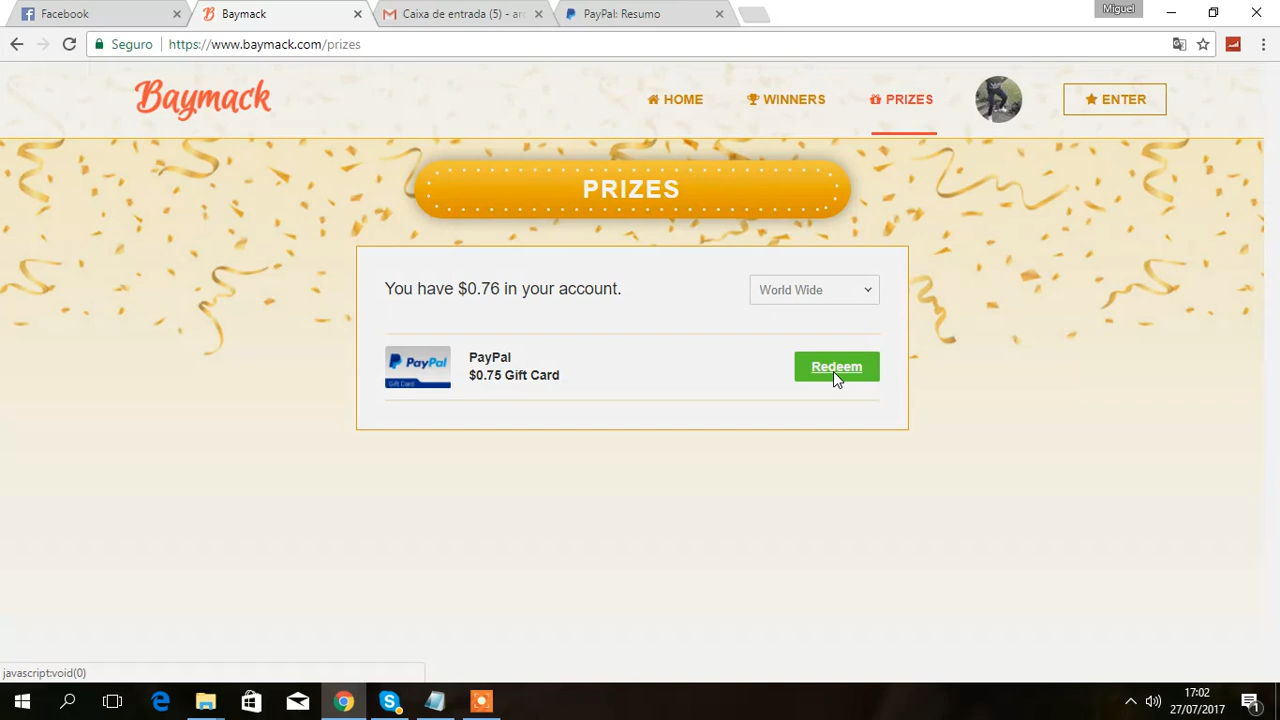 Facebook
Baymack
Caixa de entrada (5) - arc
PayPal: Resumo
Miguel
Seguro
https://www.baymack.com/prizes
Baymack
HOME
WINNERS
PRIZES
ENTER
PRIZES
You have $0.76 in your account.
World Wide
PayPal
Gift Card
PayPal
$0.75 Gift Card
Redeem
javascript:void(0)
17:02
27/07/2017
1